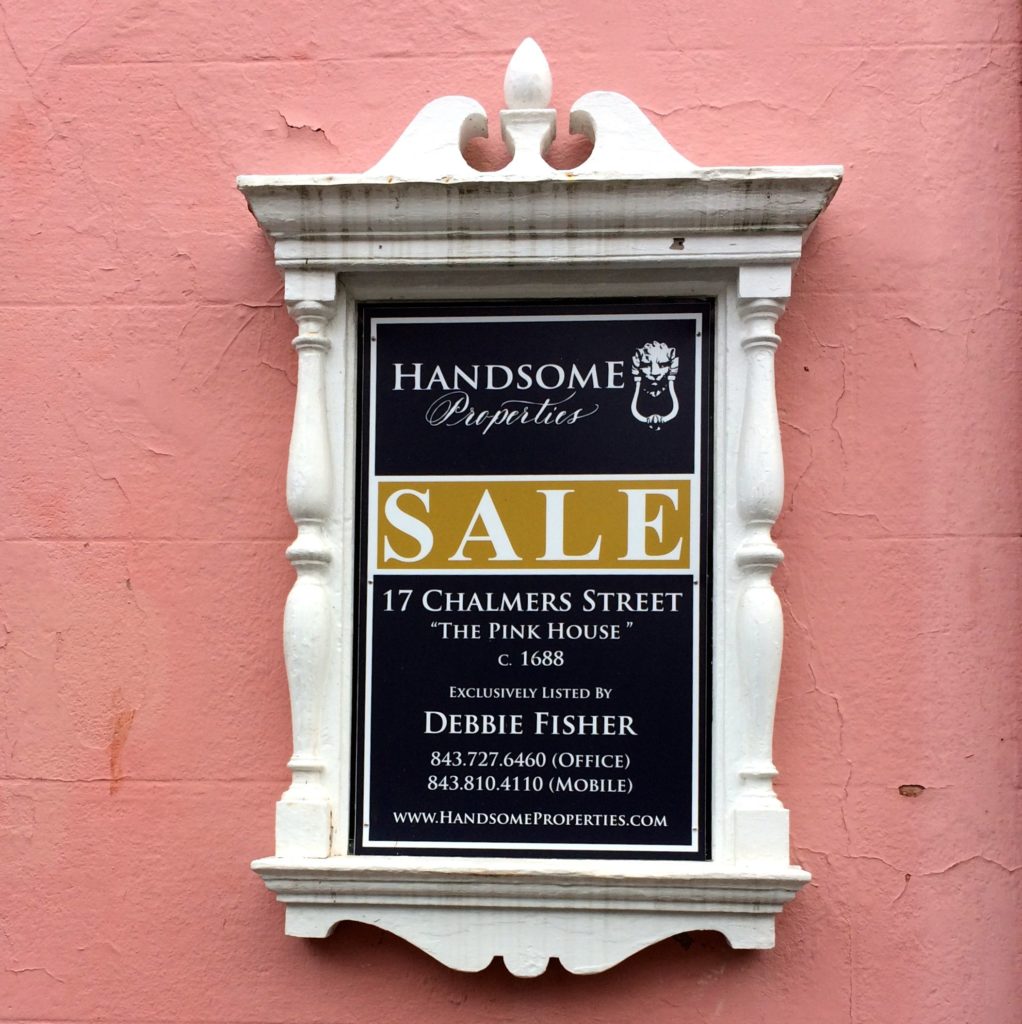 HANDSOME
Properties
SALE
17 CHALMERS STREET
“THE PINK HOUSE”
C. 1688
EXCLUSIVELY LISTED BY
DEBBIE FISHER
843.727.6460 (OFFICE)
843.810.4110 (MOBILE)
WWW.HANDSOMEPROPERTIES.COM